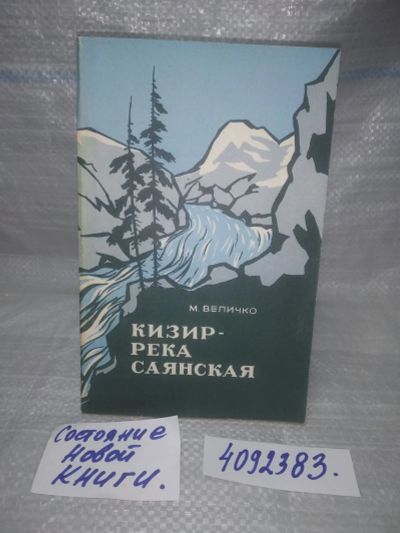 М. ВЕЛИЧКО
КИЗИР-
РЕКА
САЯНСКАЯ
Состояние
новой
книги.
4092383.